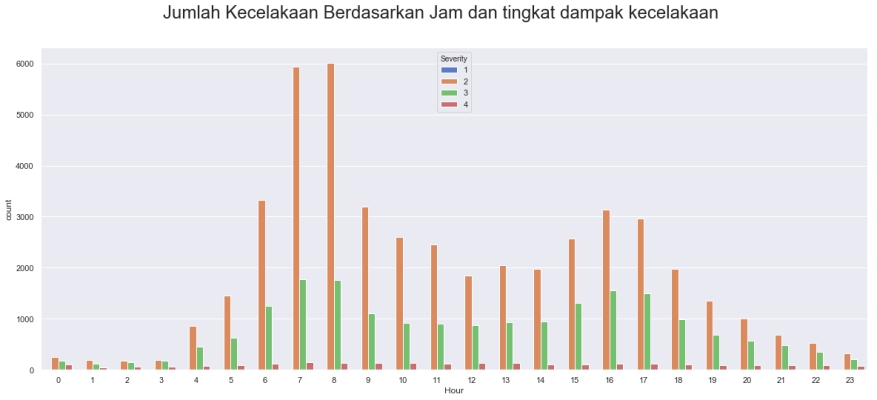 Jumlah Kecelakaan Berdasarkan Jam dan tingkat dampak kecelakaan
Severity
1
2
3
4
6000
5000
4000
3000
2000
1000
0
count
0 1 2 3 4 5 6 7 8 9 10 11 12 13 14 15 16 17 18 19 20 21 22 23
Hour